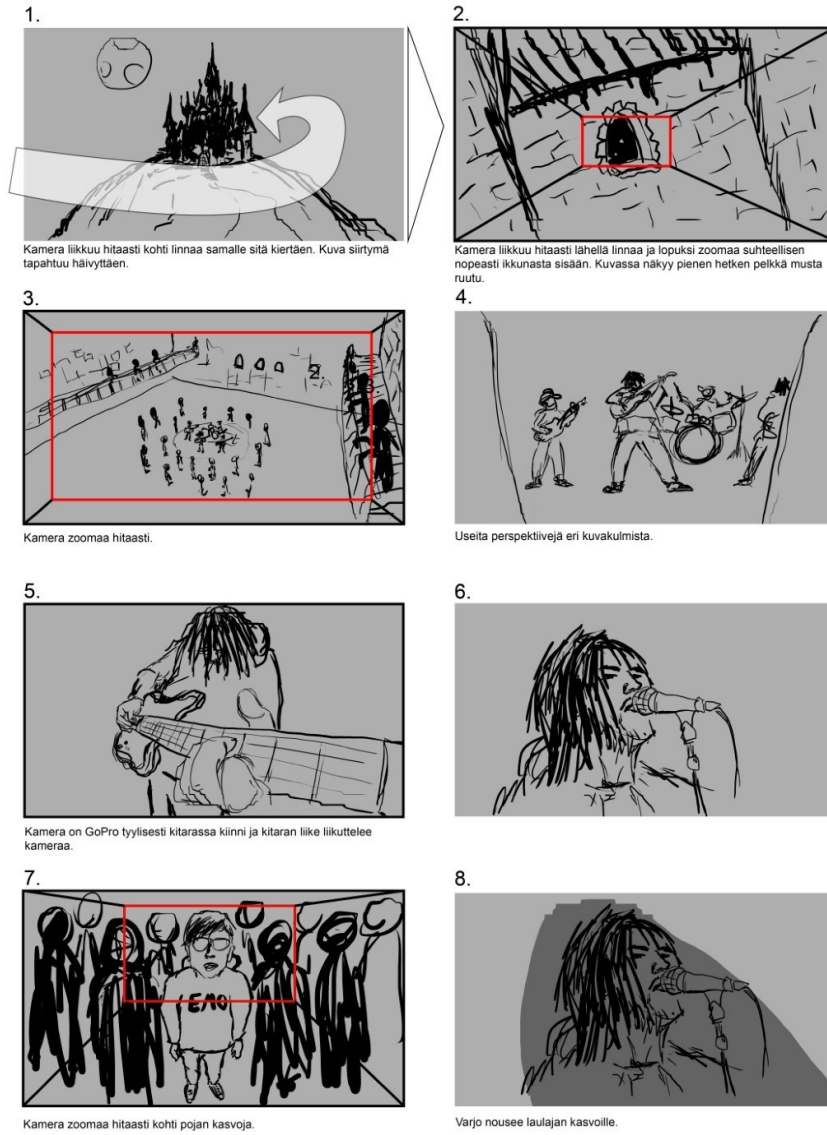 1.
2.
Kamera liikkuu hitaasti kohti linnaa samalle sitä kiertäen. Kuva siirtymä
tapahtuu häivyttäen.
Kamera liikkuu hitaasti lähellä linnaa ja lopuksi zoomaa suhteellisen
nopeasti ikkunasta sisään. Kuvassa näkyy pienen hetken pelkkä musta
ruutu.
3.
4.
Kamera zoomaa hitaasti.
Useita perspektiivejä eri kuvakulmista.
5.
6.
Kamera on GoPro tyylisesti kitarassa kiinni ja kitaran liike liikuttelee
kameraa.
7.
8.
Kamera zoomaa hitaasti kohti pojan kasvoja.
Varjo nousee laulajan kasvoille.